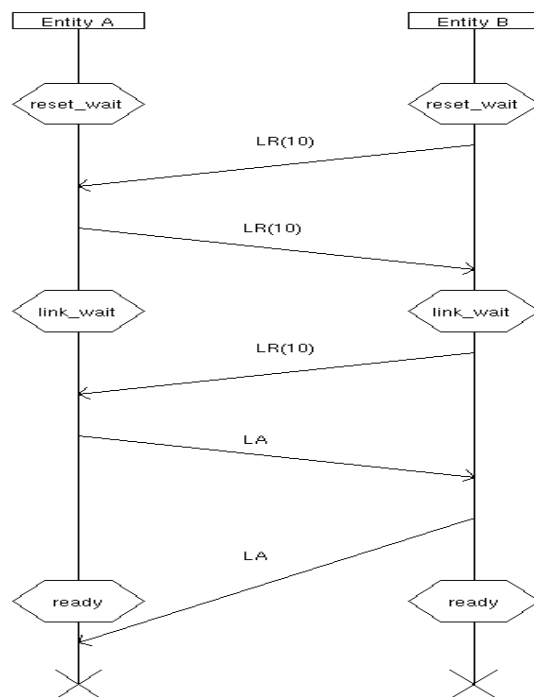 Entity A Entity B
reset_wait reset_wait
LR(10)
LR(10)
link_wait link_wait
LR(10)
LA
LA
ready ready